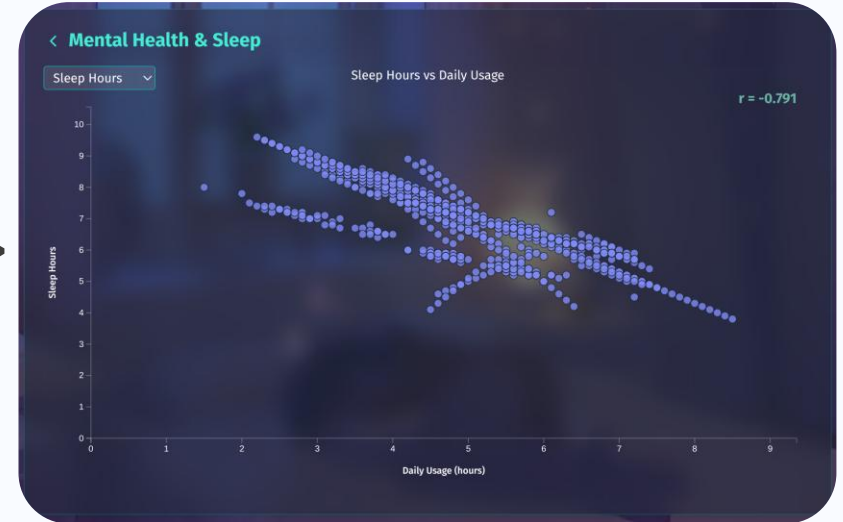 < Mental Health & Sleep
Sleep Hours
Sleep Hours vs Daily Usage
r = -0.791
10
9
8
7
6
5
4
3
2
1
0
Sleep Hours
0 1 2 3 4 5 6 7 8 9
Daily Usage (hours)